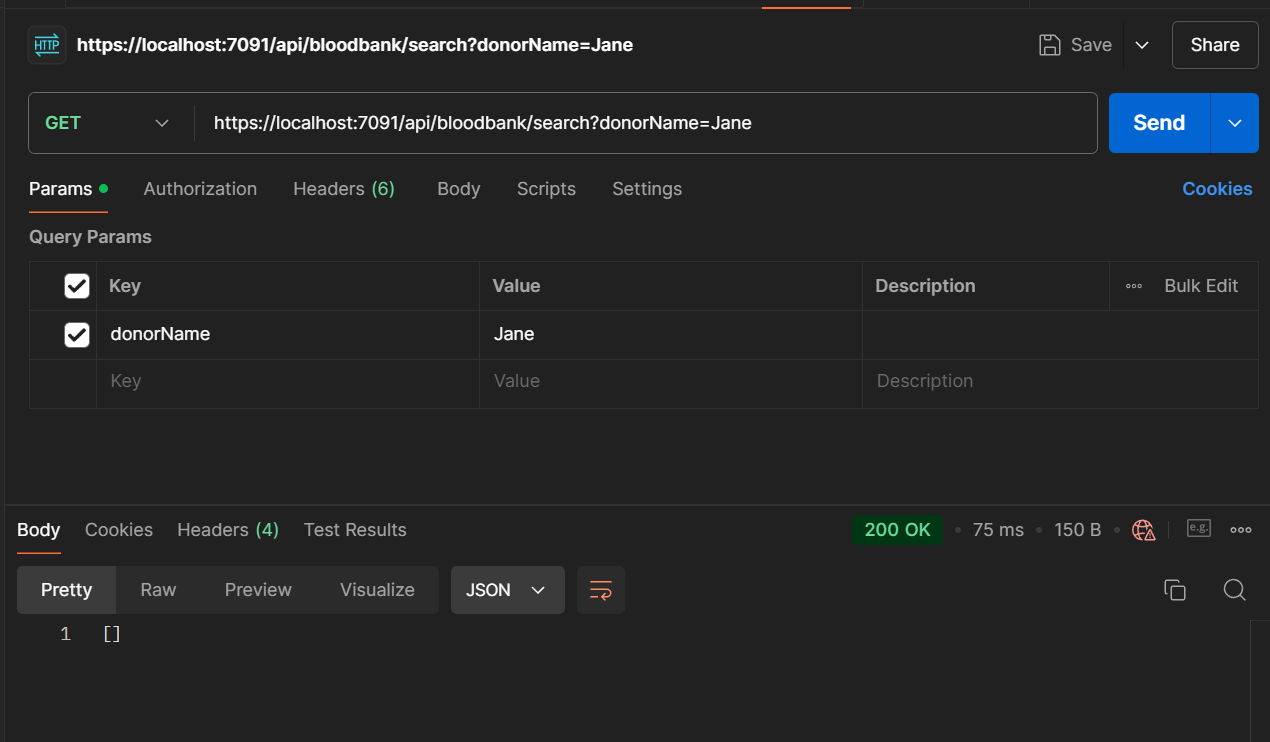 HTTP https://localhost:7091/api/bloodbank/search?donorName=Jane Save Share
GET https://localhost:7091/api/bloodbank/search?donorName=Jane Send
Params Authorization Headers (6) Body Scripts Settings Cookies
Query Params
Key Value Description Bulk Edit
donorName Jane
Key Value Description
Body Cookies Headers (4) Test Results 200 OK 75 ms 150 B e.g.
Pretty Raw Preview Visualize JSON
1 []